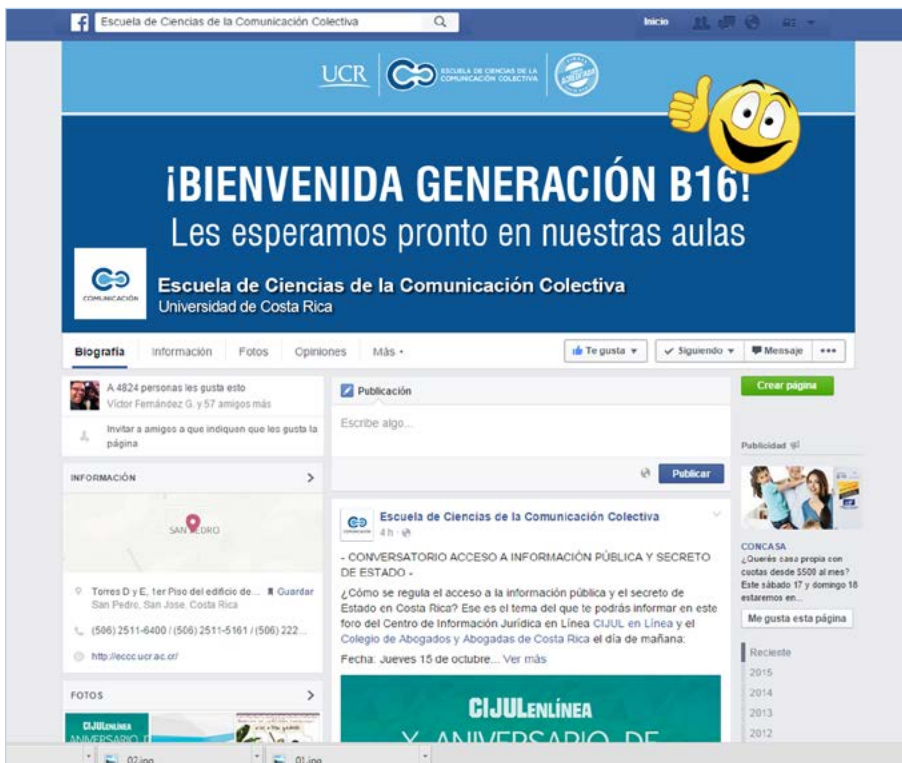 Escuela de Ciencias de la Comunicación Colectiva
Inicio
UCR
ESCUELA DE CIENCIAS DE LA
COMUNICACIÓN COLECTIVA
¡BIENVENIDA GENERACIÓN B16!
Les esperamos pronto en nuestras aulas
COMUNICACIÓN
Escuela de Ciencias de la Comunicación Colectiva
Universidad de Costa Rica
Biografía Información Fotos Opiniones Más
Te gusta Siguiendo Mensaje
A 4824 personas les gusta esto
Víctor Fernández G. y 57 amigos más
Invitar a amigos a que indiquen que les gusta la
página
INFORMACIÓN
SAN PEDRO
Torres D y E, 1er Piso del edificio de... Guardar
San Pedro, San Jose, Costa Rica
(506) 2511-6400 / (506) 2511-5161 / (506) 222...
http://eccc.ucr.ac.cr/
FOTOS
CIJULENLÍNEA
Publicación
Escribe algo...
Publicar
Escuela de Ciencias de la Comunicación Colectiva
4 h
- CONVERSATORIO ACCESO A INFORMACIÓN PÚBLICA Y SECRETO
DE ESTADO -
¿Cómo se regula el acceso a la información pública y el secreto de
Estado en Costa Rica? Ese es el tema del que te podrás informar en este
foro del Centro de Información Jurídica en Línea CIJUL en Línea y el
Colegio de Abogados y Abogadas de Costa Rica el día de mañana:
Fecha: Jueves 15 de octubre... Ver más
CIJULENLÍNEA
X ANIVERSARIO DE
Crear página
Publicidad
CONCASA
¿Querés casa propia con
cuotas desde $500 al mes?
Este sábado 17 y domingo 18
estaremos en...
Me gusta esta página
Reciente
2015
2014
2013
2012
02.jpg
01.jpg